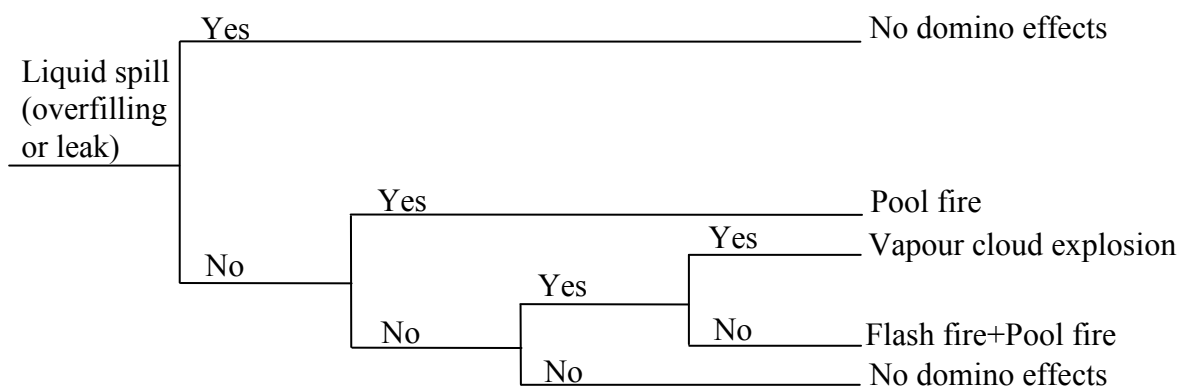 Yes
No domino effects
Liquid spill
(overfilling
or leak)
Yes
Pool fire
Yes
Vapour cloud explosion
No
Yes
No
No
Flash fire+Pool fire
No
No domino effects